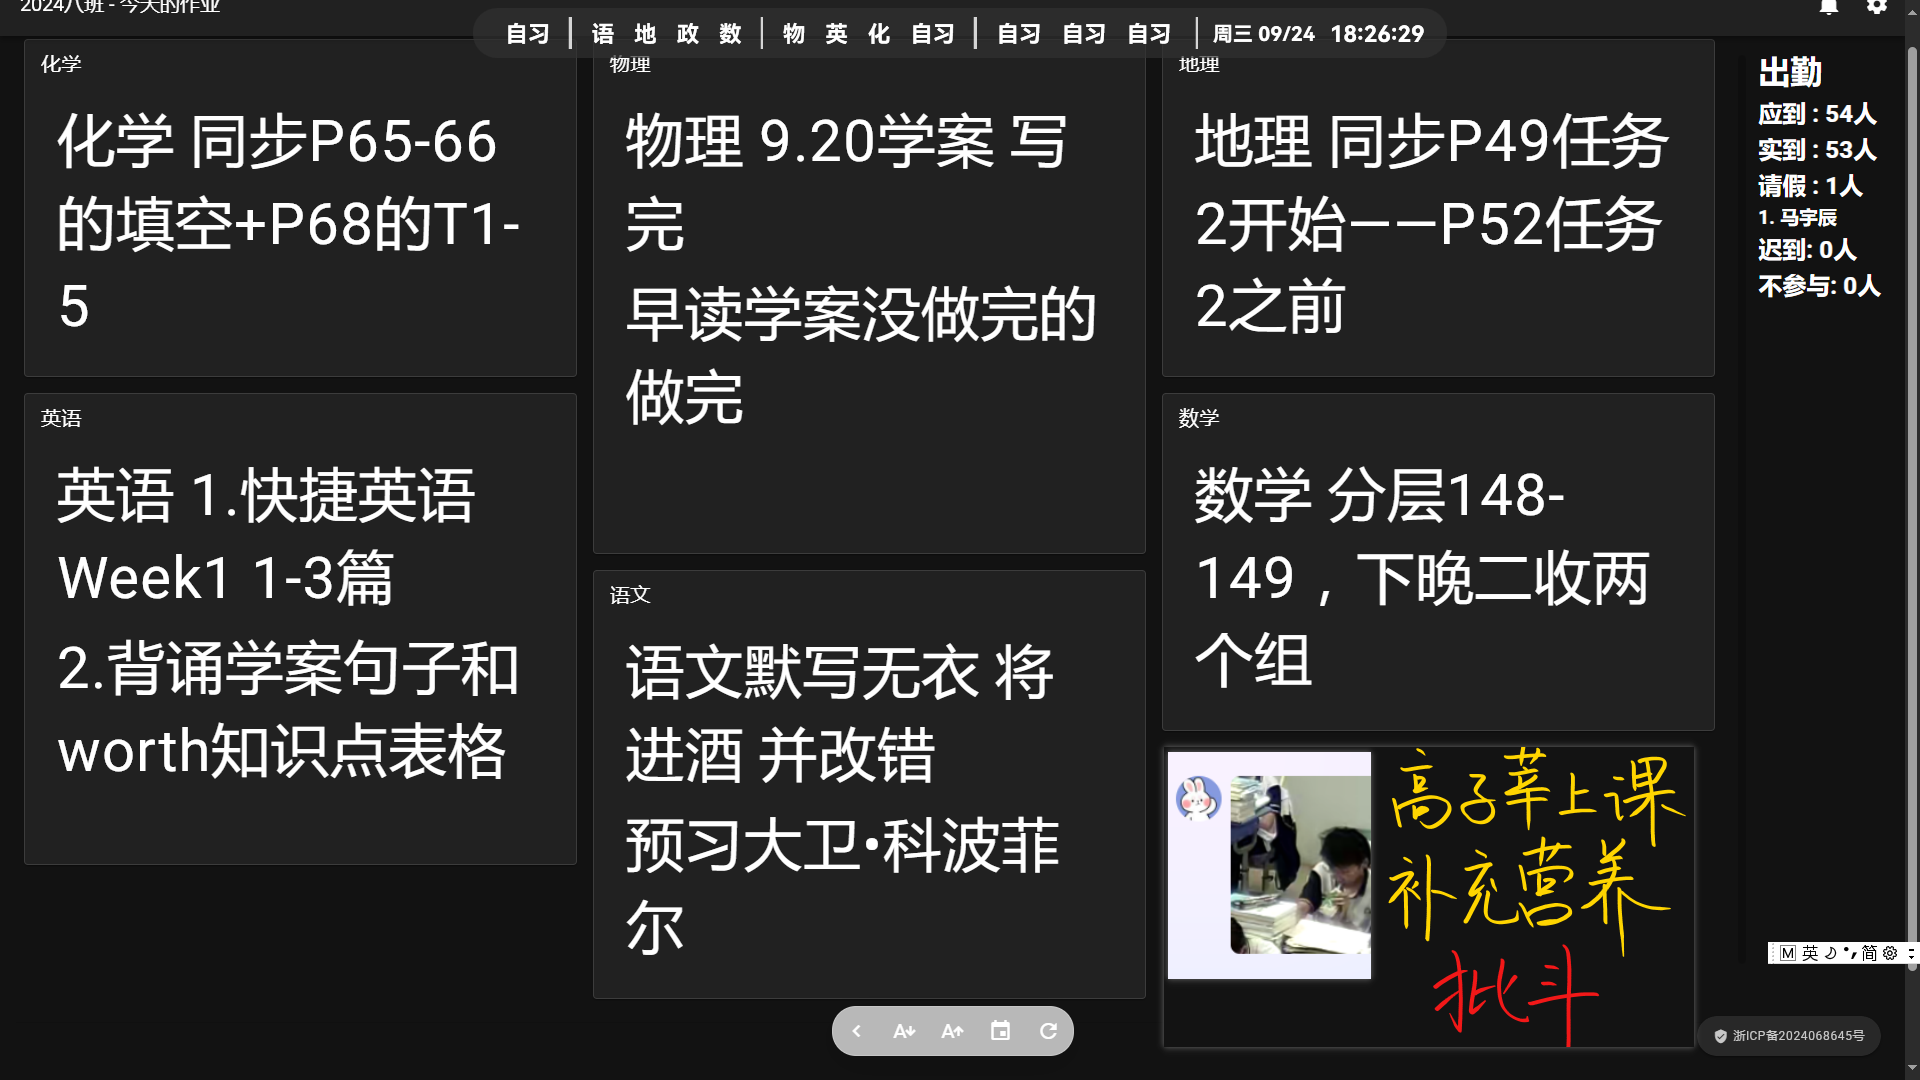 2024八班 - 今天的作业
自习 | 语 地 政 数 | 物 英 化 自习 | 自习 自习 自习 | 周三 09/24 18:26:29
化学
化学 同步P65-66
的填空+P68的T1-
5
物理
物理 9.20学案 写
完
早读学案没做完的
做完
地理
地理 同步P49任务
2开始——P52任务
2之前
英语
英语 1.快捷英语
Week1 1-3篇
2.背诵学案句子和
worth知识点表格
语文
语文默写无衣 将
进酒 并改错
预习大卫•科波菲
尔
数学
数学 分层148-
149，下晚二收两
个组
高子莘上课
补充营养
批斗
出勤
应到 : 54人
实到 : 53人
请假 : 1人
1. 马宇辰
迟到: 0人
不参与: 0人
M 英 简
浙ICP备2024068645号